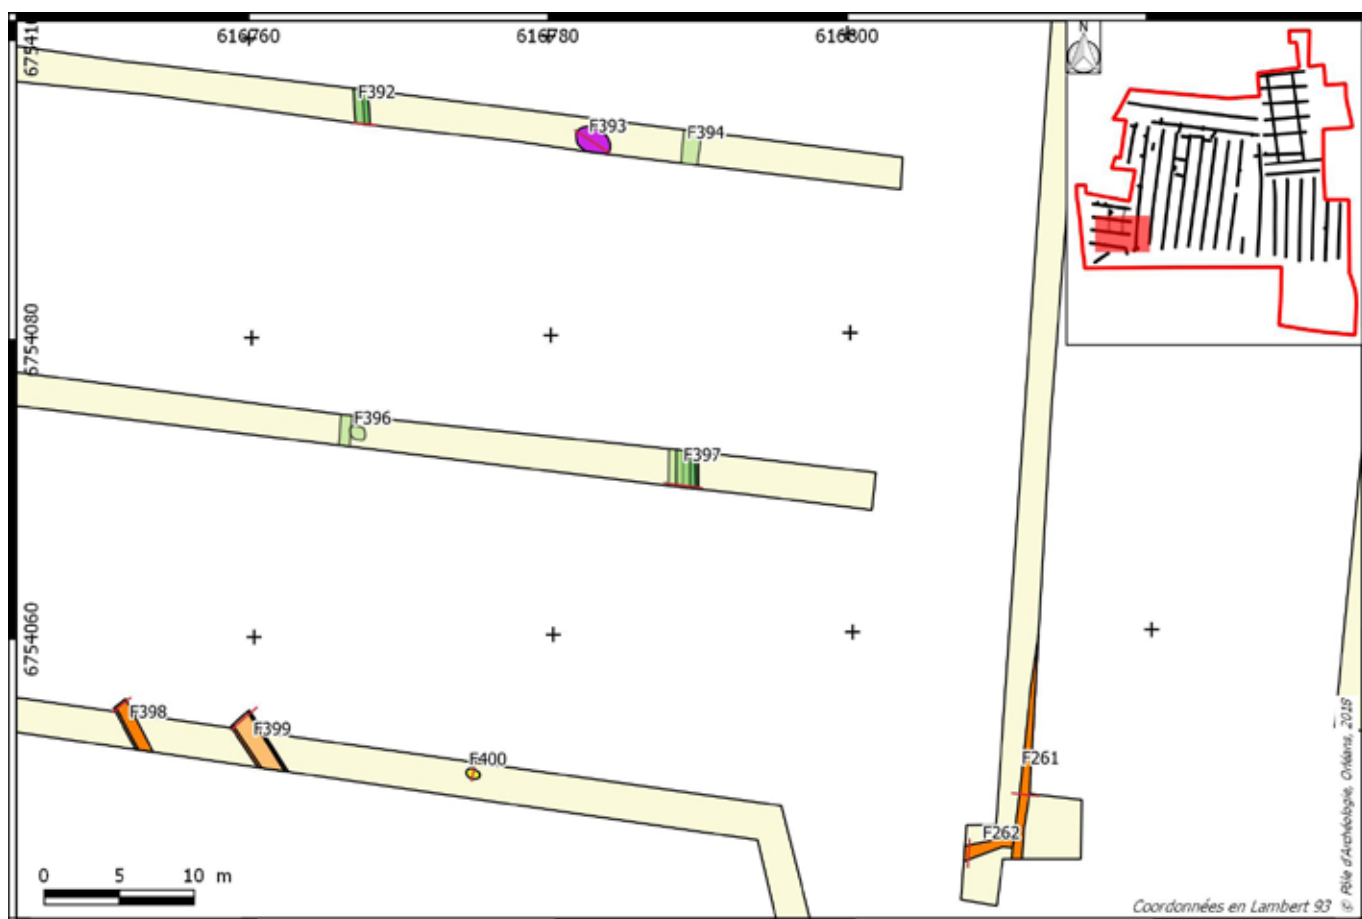 616760
616780
616800
N
675410
F392
F393
F394
6754080
F396
F397
6754060
F398
F399
F400
F261
F262
0 5 10 m
Coordonnées en Lambert 93
© Pôle d'Archéologie, Orléans, 2018